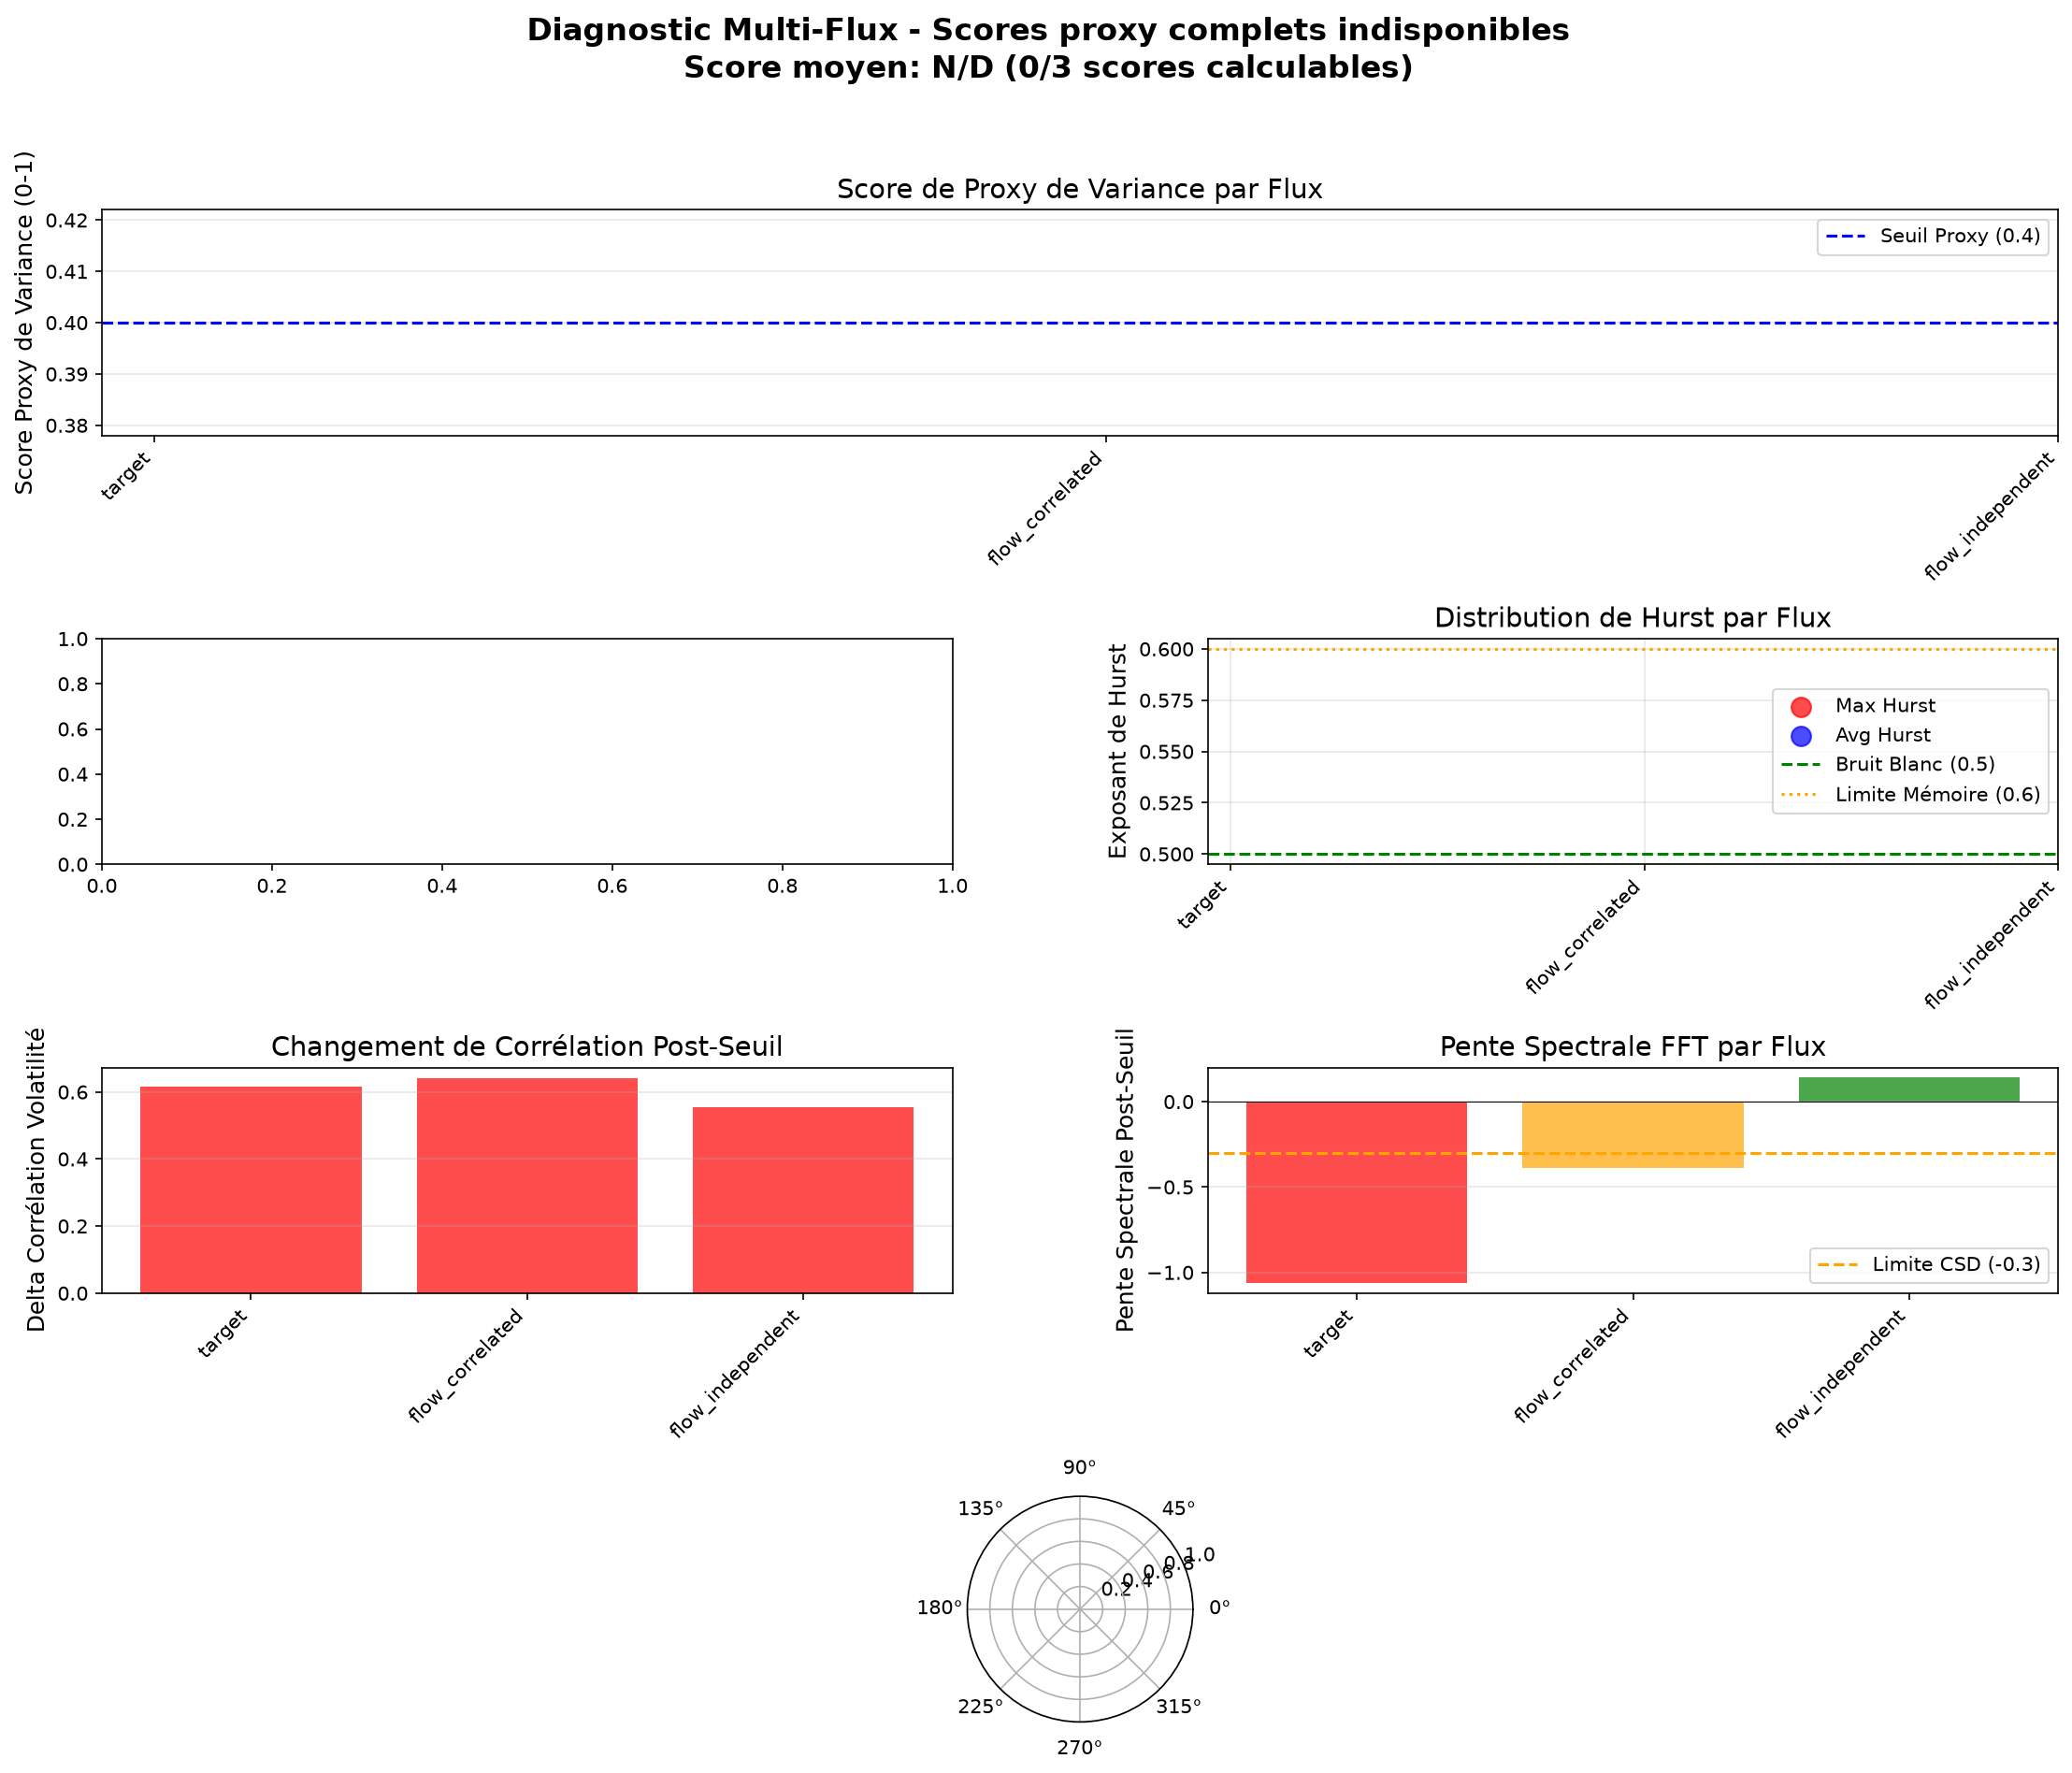 Diagnostic Multi-Flux - Scores proxy complets indisponibles
Score moyen: N/D (0/3 scores calculables)
Score de Proxy de Variance par Flux
Score Proxy de Variance (0-1)
0.42
0.41
0.40
0.39
0.38
Seuil Proxy (0.4)
target
flow_correlated
flow_independent
1.0
0.8
0.6
0.4
0.2
0.0
0.0
0.2
0.4
0.6
0.8
1.0
Distribution de Hurst par Flux
Exposant de Hurst
0.600
0.575
0.550
0.525
0.500
Max Hurst
Avg Hurst
Bruit Blanc (0.5)
Limite Mémoire (0.6)
target
flow_correlated
flow_independent
Changement de Corrélation Post-Seuil
Delta Corrélation Volatilité
0.6
0.4
0.2
0.0
target
flow_correlated
flow_independent
Pente Spectrale FFT par Flux
Pente Spectrale Post-Seuil
0.0
−0.5
−1.0
Limite CSD (-0.3)
target
flow_correlated
flow_independent
90°
135°
45°
1.0
0.8
0.6
0.4
0.2
180°
0°
225°
315°
270°